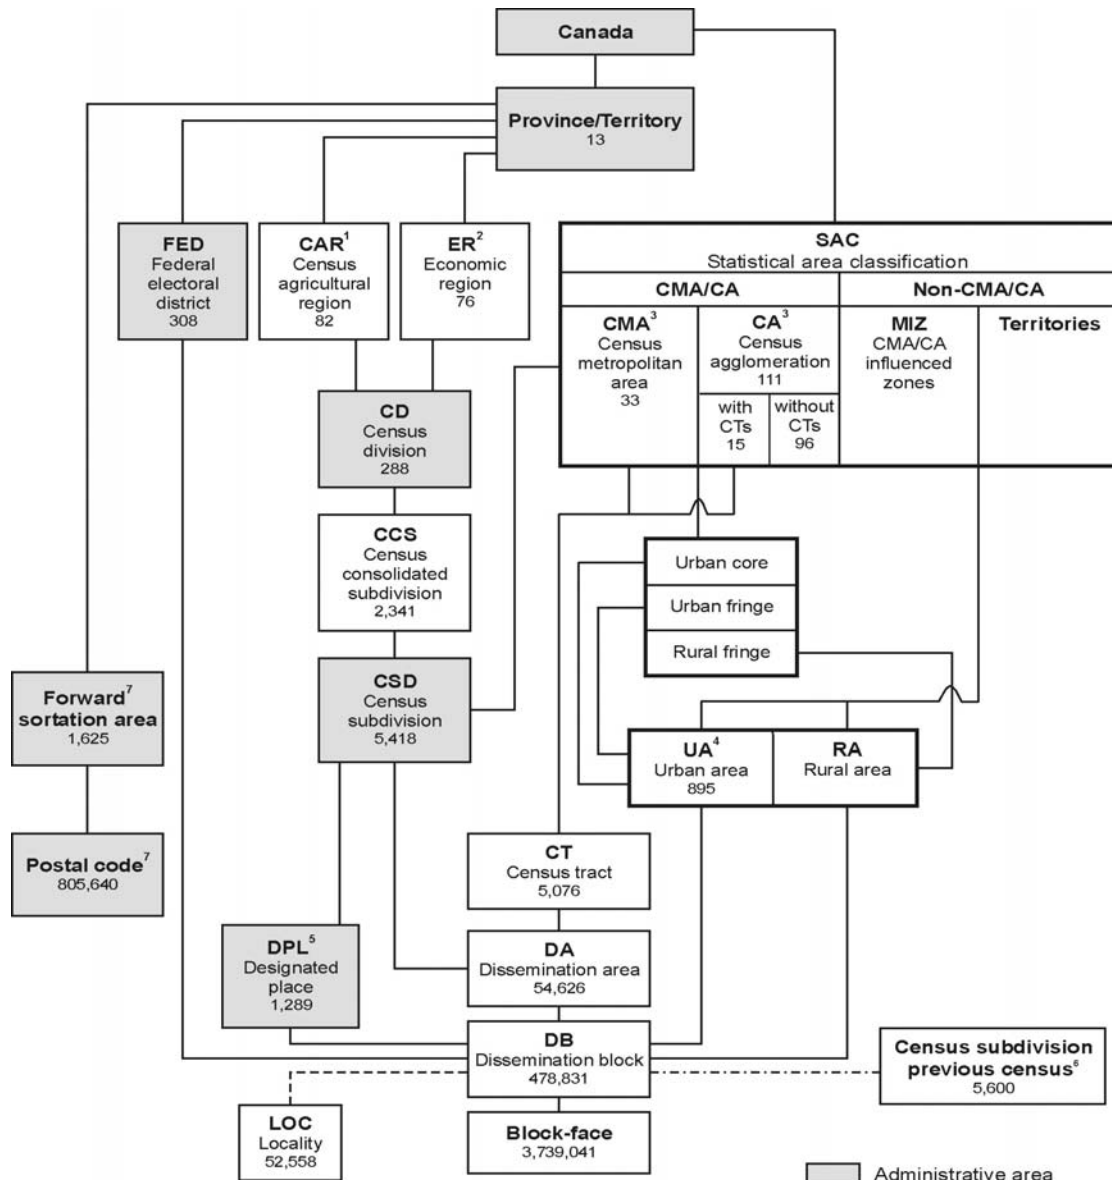 Canada
Province/Territory
13
FED
Federal
electoral
district
308
CAR1
Census
agricultural
region
82
ER2
Economic
region
76
SAC
Statistical area classification
CMA/CA
Non-CMA/CA
CMA3
Census
metropolitan
area
33
CA3
Census
agglomeration
111
with
CTs
15
without
CTs
96
MIZ
CMA/CA
influenced
zones
Territories
CD
Census
division
288
CCS
Census
consolidated
subdivision
2,341
Urban core
Urban fringe
Rural fringe
CSD
Census
subdivision
5,418
Forward7
sortation area
1,625
UA4
Urban area
895
RA
Rural area
Postal code7
805,640
CT
Census tract
5,076
DPL5
Designated
place
1,289
DA
Dissemination area
54,626
DB
Dissemination block
478,831
Census subdivision
previous census6
5,600
LOC
Locality
52,558
Block-face
3,739,041
Administrative area